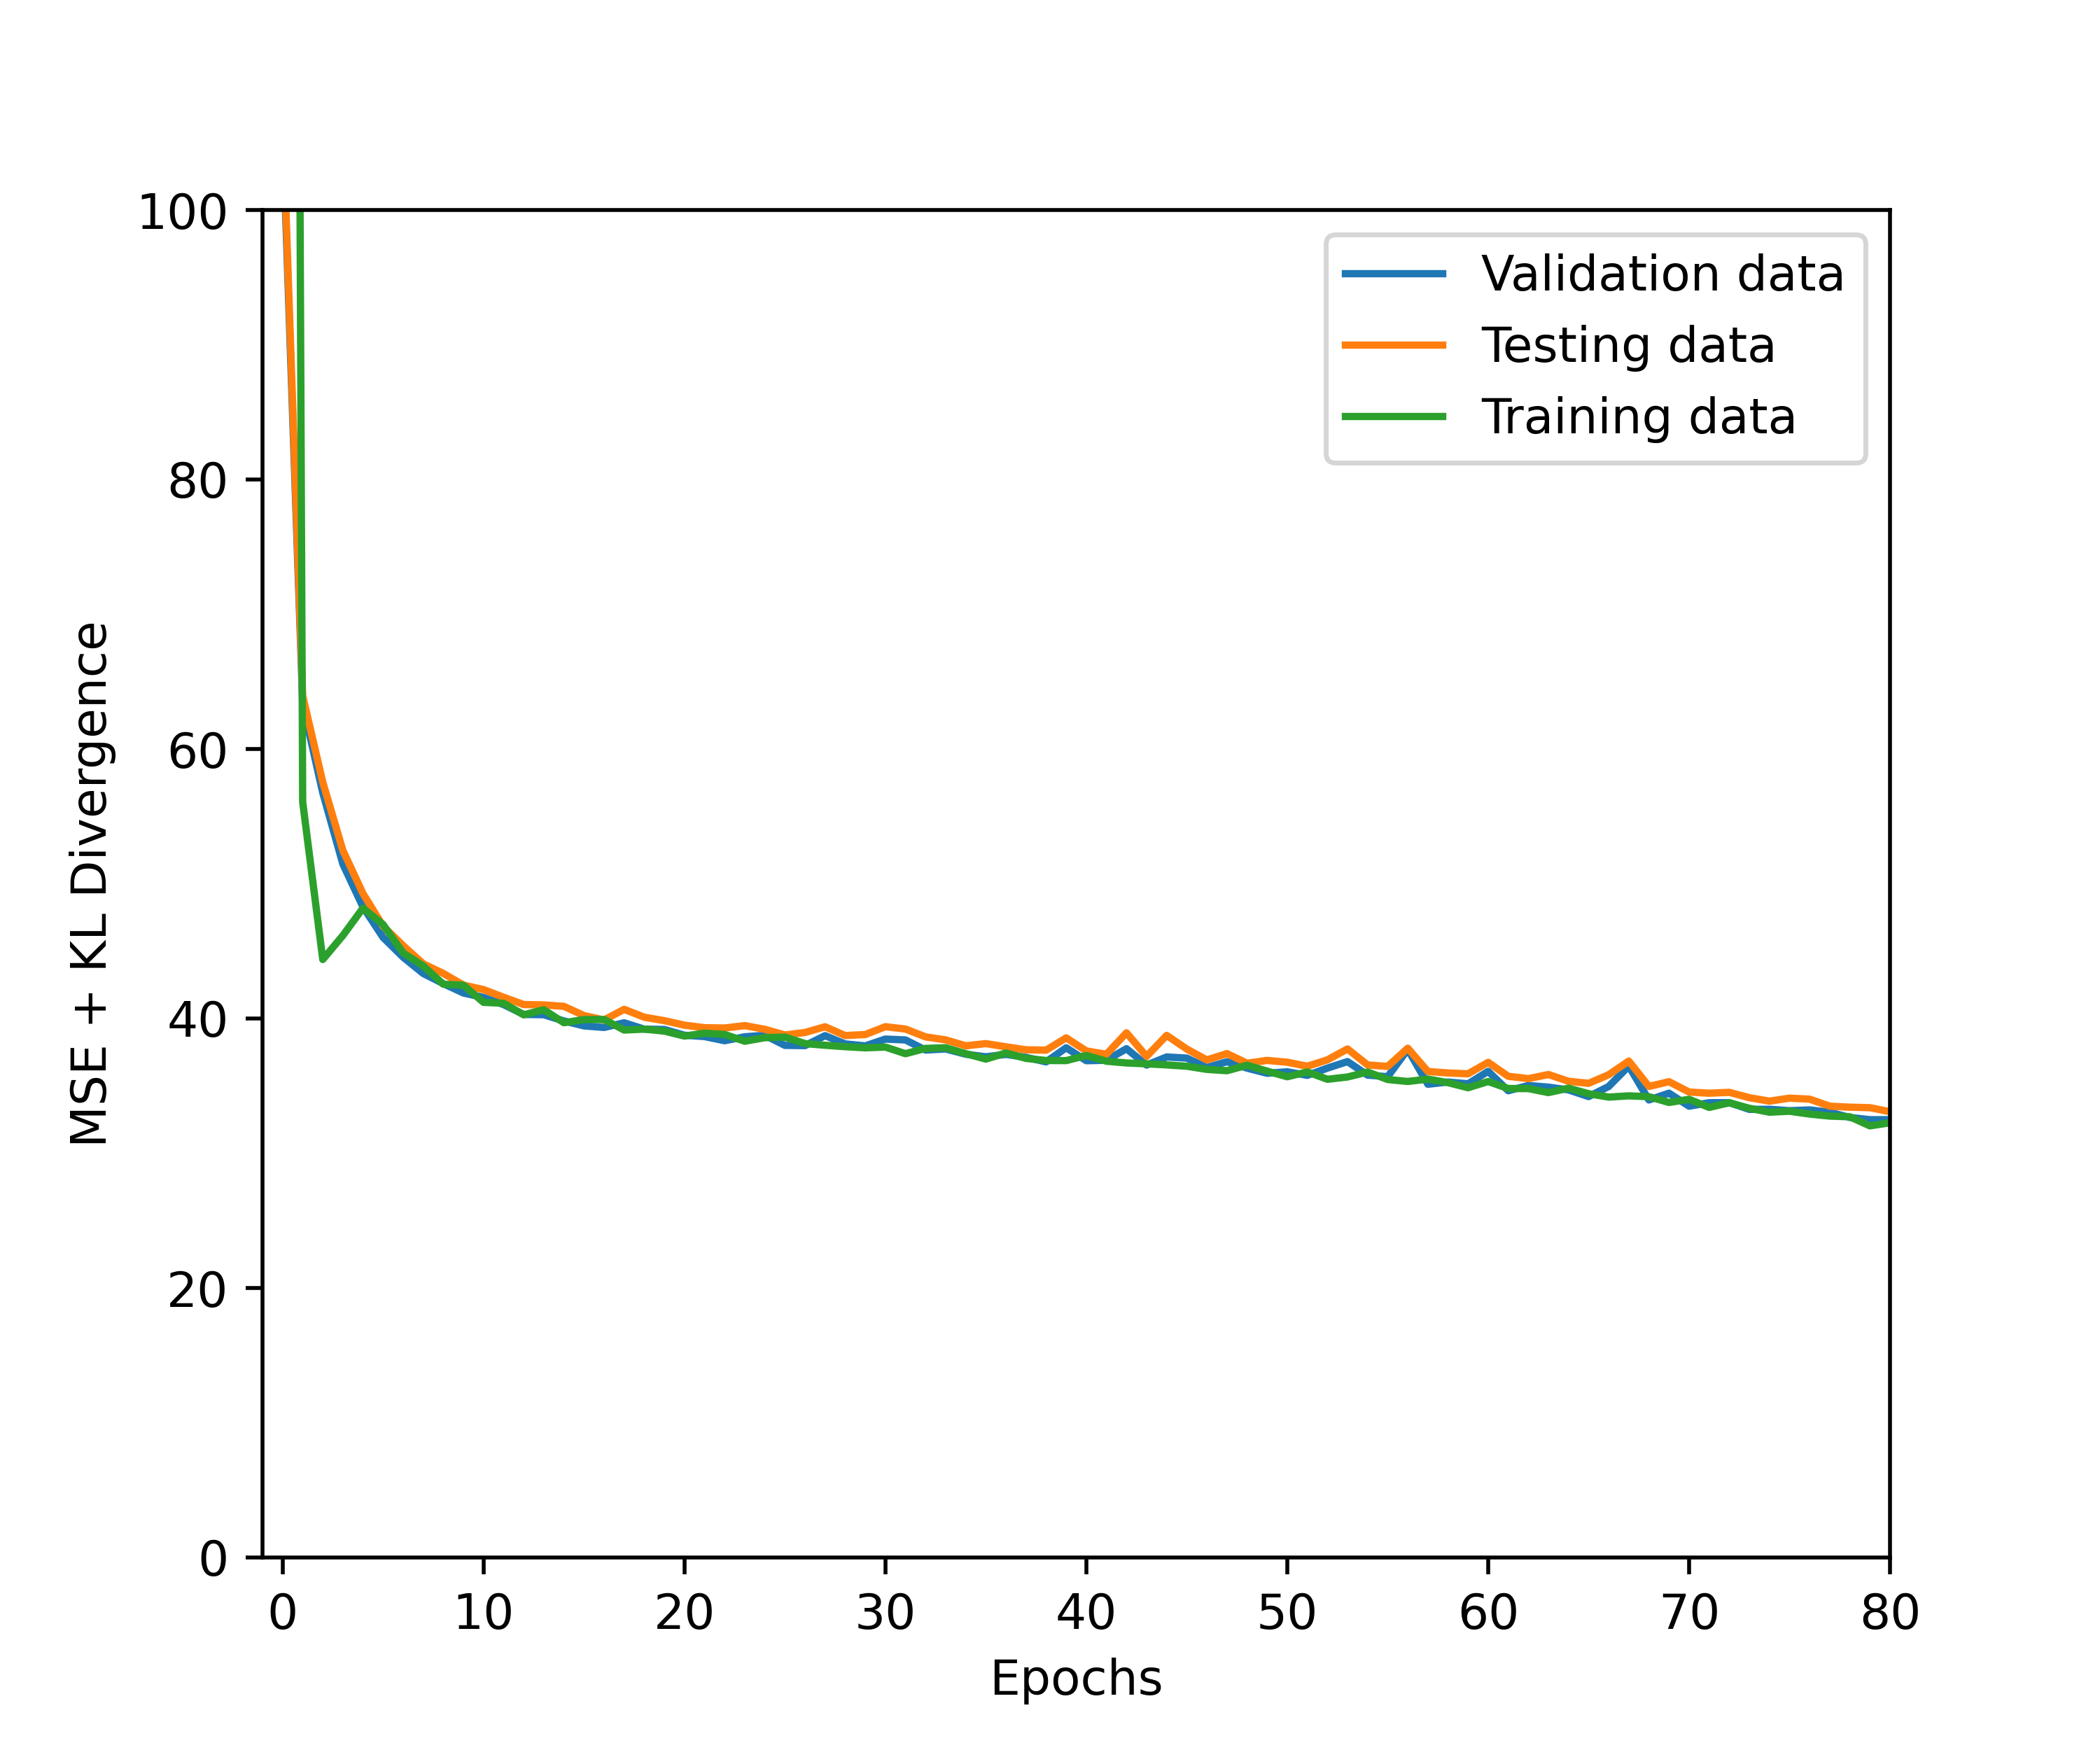 100
80
60
40
20
0
MSE + KL Divergence
Validation data
Testing data
Training data
0 10 20 30 40 50 60 70 80
Epochs